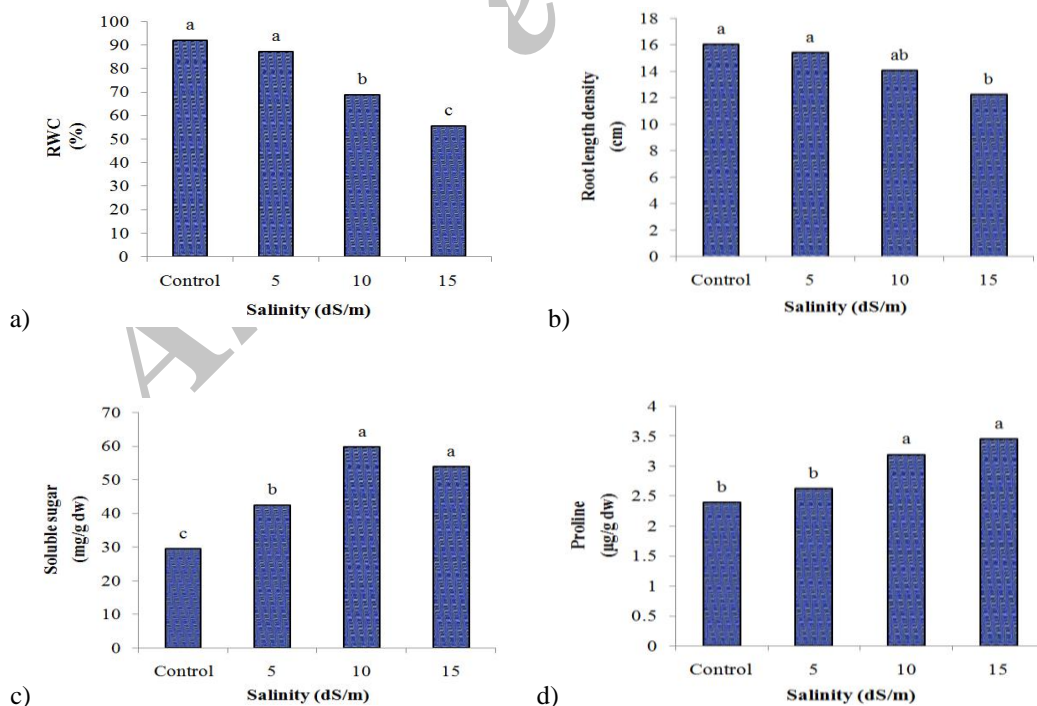 100
90
80
70
60
50
40
30
20
10
0
RWC
(%)
a
a
b
c
Control 5 10 15
Salinity (dS/m)
a)
18
16
14
12
10
8
6
4
2
0
Root length density
(cm)
a
a
ab
b
Control 5 10 15
Salinity (dS/m)
b)
70
60
50
40
30
20
10
0
Soluble sugar
(mg/g dw)
c
b
a
a
Control 5 10 15
Salinity (dS/m)
c)
4
3.5
3
2.5
2
1.5
1
0.5
0
Proline
(µg/g dw)
b
b
a
a
Control 5 10 15
Salinity (dS/m)
d)